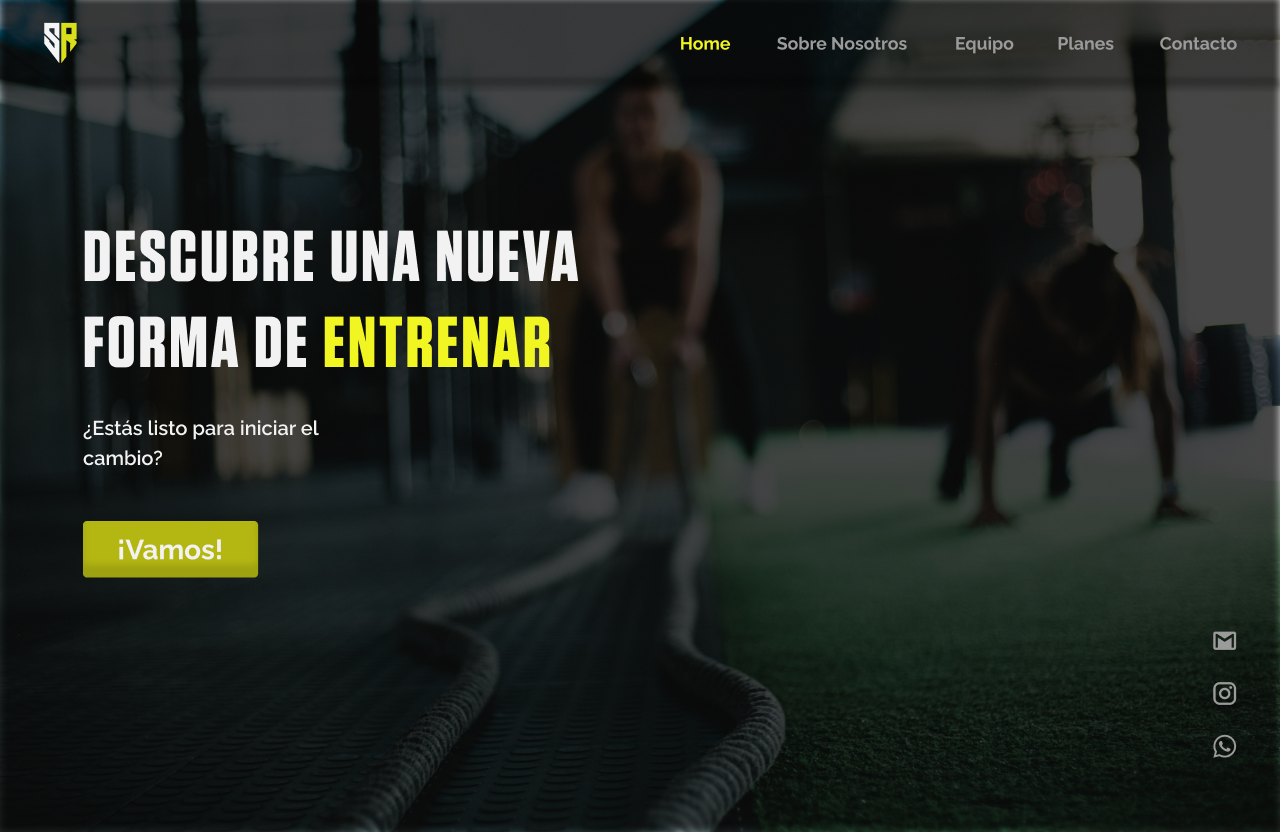 SR
Home Sobre Nosotros Equipo Planes Contacto
DESCUBRE UNA NUEVA
FORMA DE ENTRENAR
¿Estás listo para iniciar el
cambio?
¡Vamos!